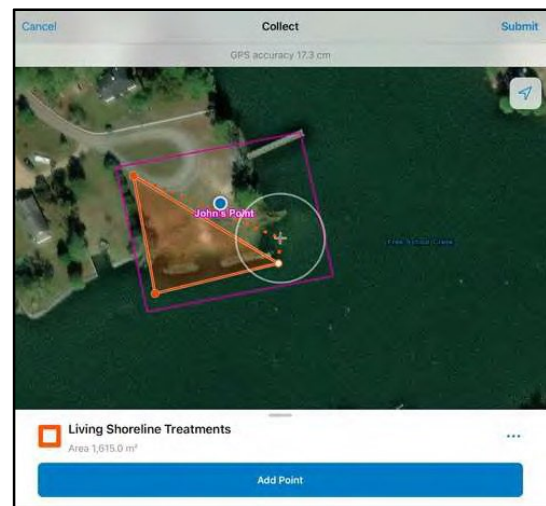 Cancel Collect Submit
GPS accuracy 17.3 cm
John's Point
Free School Creek
Living Shoreline Treatments
Area 1,615.0 m²
Add Point